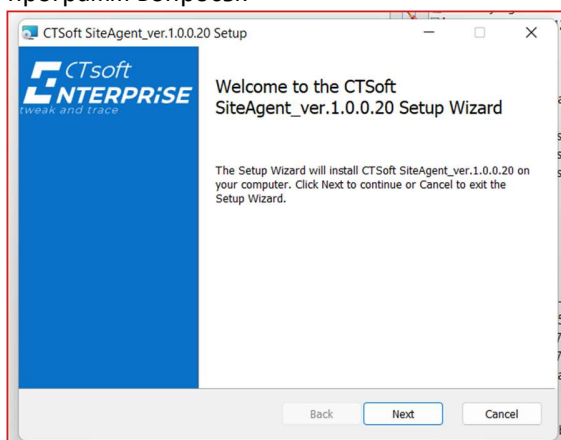 программ вопросы.
CTSoft SiteAgent_ver.1.0.0.20 Setup
CTsoft
ENTERPRiSE
tweak and trace
Welcome to the CTSoft
SiteAgent_ver.1.0.0.20 Setup Wizard
The Setup Wizard will install CTSoft SiteAgent_ver.1.0.0.20 on
your computer. Click Next to continue or Cancel to exit the
Setup Wizard.
Back Next Cancel